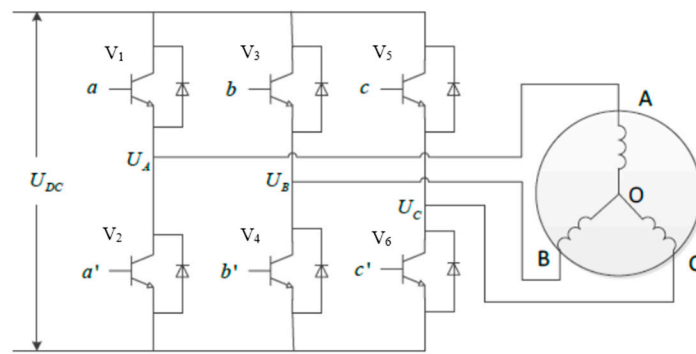 V1 V3 V5
a b c
A
UA
UDC UB O
UC
V2 V4 V6
B C
a' b' c'